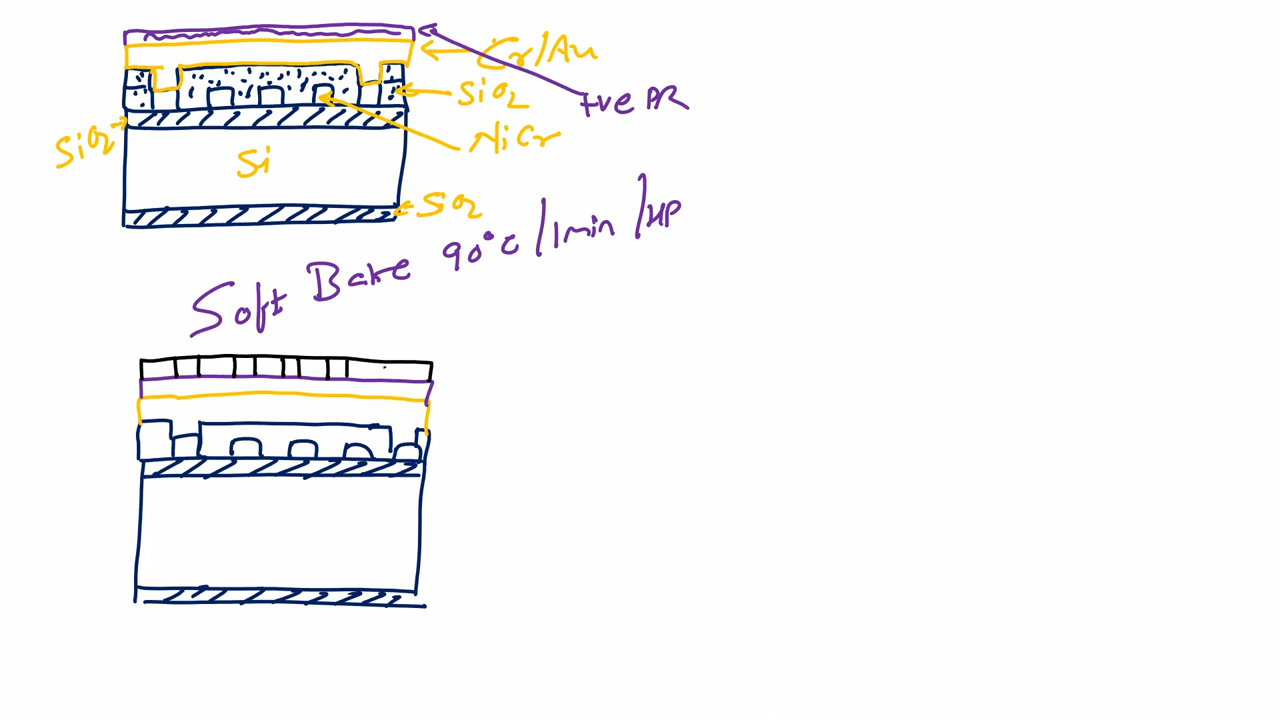 Cr/Au
SiO2
+ve PR
NiCr
SiO2
Si
SiO2
Soft Bake 90°C /1min /HP